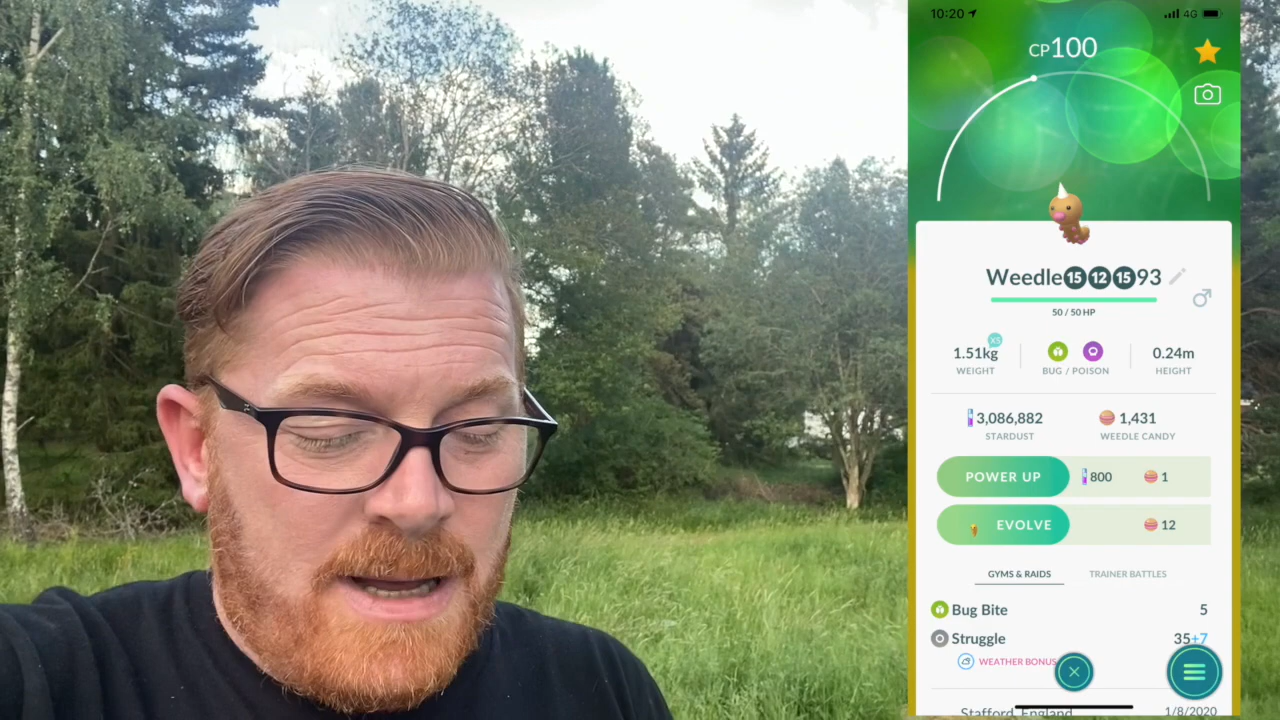 10:20 4G
CP100
Weedle 15 12 15 93
50 / 50 HP
XS
1.51kg 0.24m
WEIGHT BUG / POISON HEIGHT
3,086,882 1,431
STARDUST WEEDLE CANDY
POWER UP 800 1
EVOLVE 12
GYMS & RAIDS TRAINER BATTLES
Bug Bite 5
Struggle 35+7
WEATHER BONUS
Stafford, England 1/8/2020